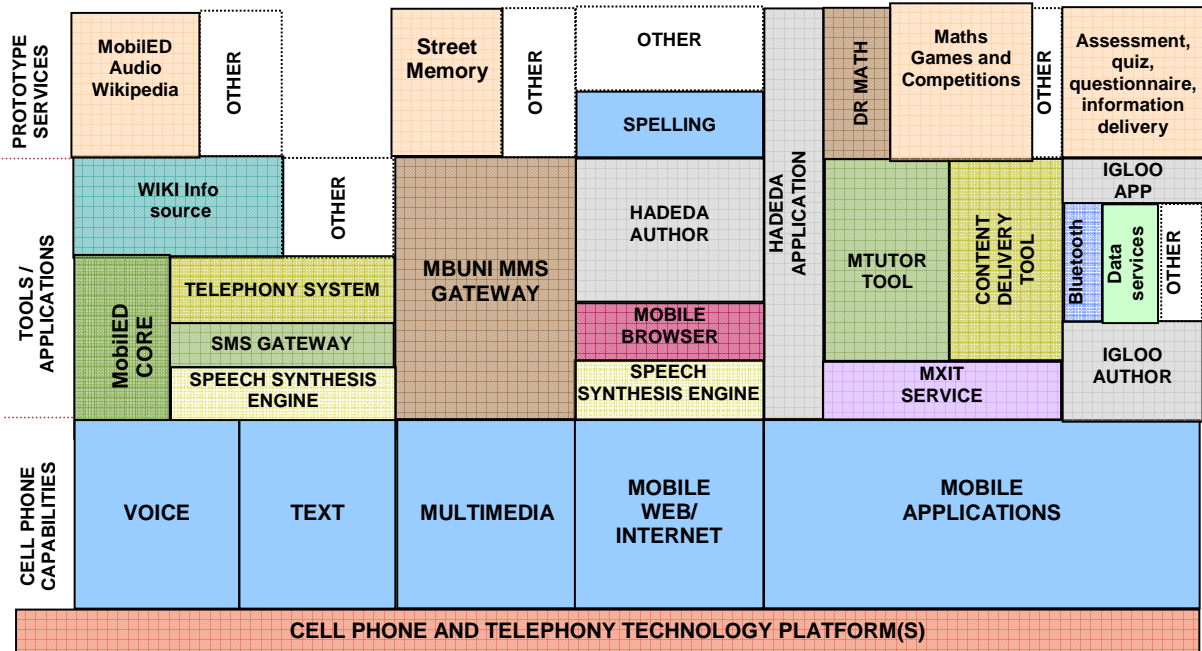 PROTOTYPE
SERVICES
MobilED
Audio
Wikipedia
OTHER
Street
Memory
OTHER
OTHER
SPELLING
HADEDA
APPLICATION
DR MATH
Maths
Games and
Competitions
OTHER
Assessment,
quiz,
questionnaire,
information
delivery
TOOLS /
APPLICATIONS
WIKI Info
source
OTHER
MobilED
CORE
TELEPHONY SYSTEM
SMS GATEWAY
SPEECH SYNTHESIS
ENGINE
MBUNI MMS
GATEWAY
HADEDA
AUTHOR
MOBILE
BROWSER
SPEECH
SYNTHESIS ENGINE
MTUTOR
TOOL
CONTENT
DELIVERY
TOOL
MXIT
SERVICE
IGLOO
APP
Bluetooth
Data
services
OTHER
IGLOO
AUTHOR
CELL PHONE
CAPABILITIES
VOICE
TEXT
MULTIMEDIA
MOBILE
WEB/
INTERNET
MOBILE
APPLICATIONS
CELL PHONE AND TELEPHONY TECHNOLOGY PLATFORM(S)